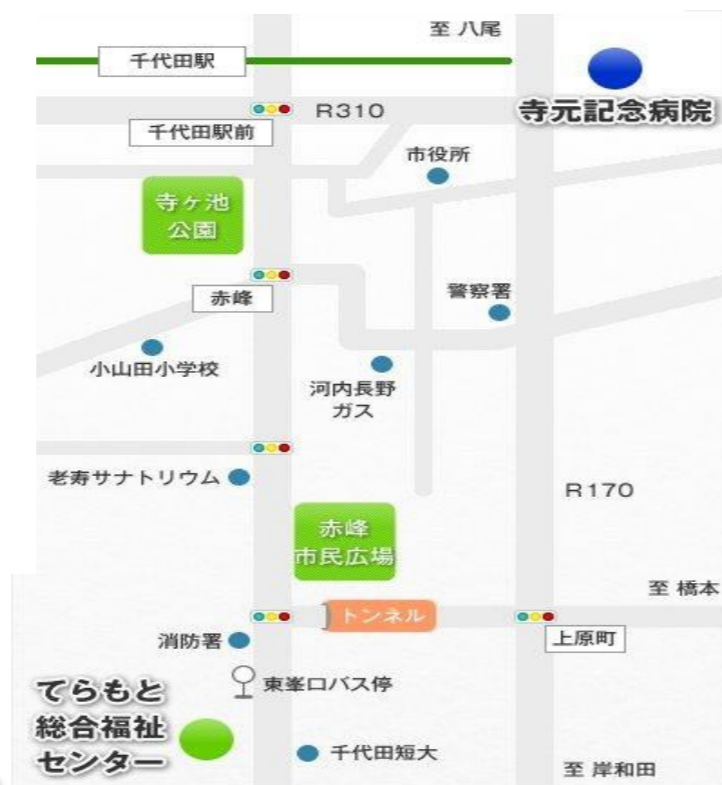 至 八尾
千代田駅
寺元記念病院
R310
千代田駅前
市役所
寺ヶ池
公園
警察署
赤峰
小山田小学校
河内長野
ガス
老寿サナトリウム
R170
赤峰
市民広場
至 橋本
トンネル
消防署
上原町
東峯口バス停
てらもと
総合福祉
センター
千代田短大
至 岸和田